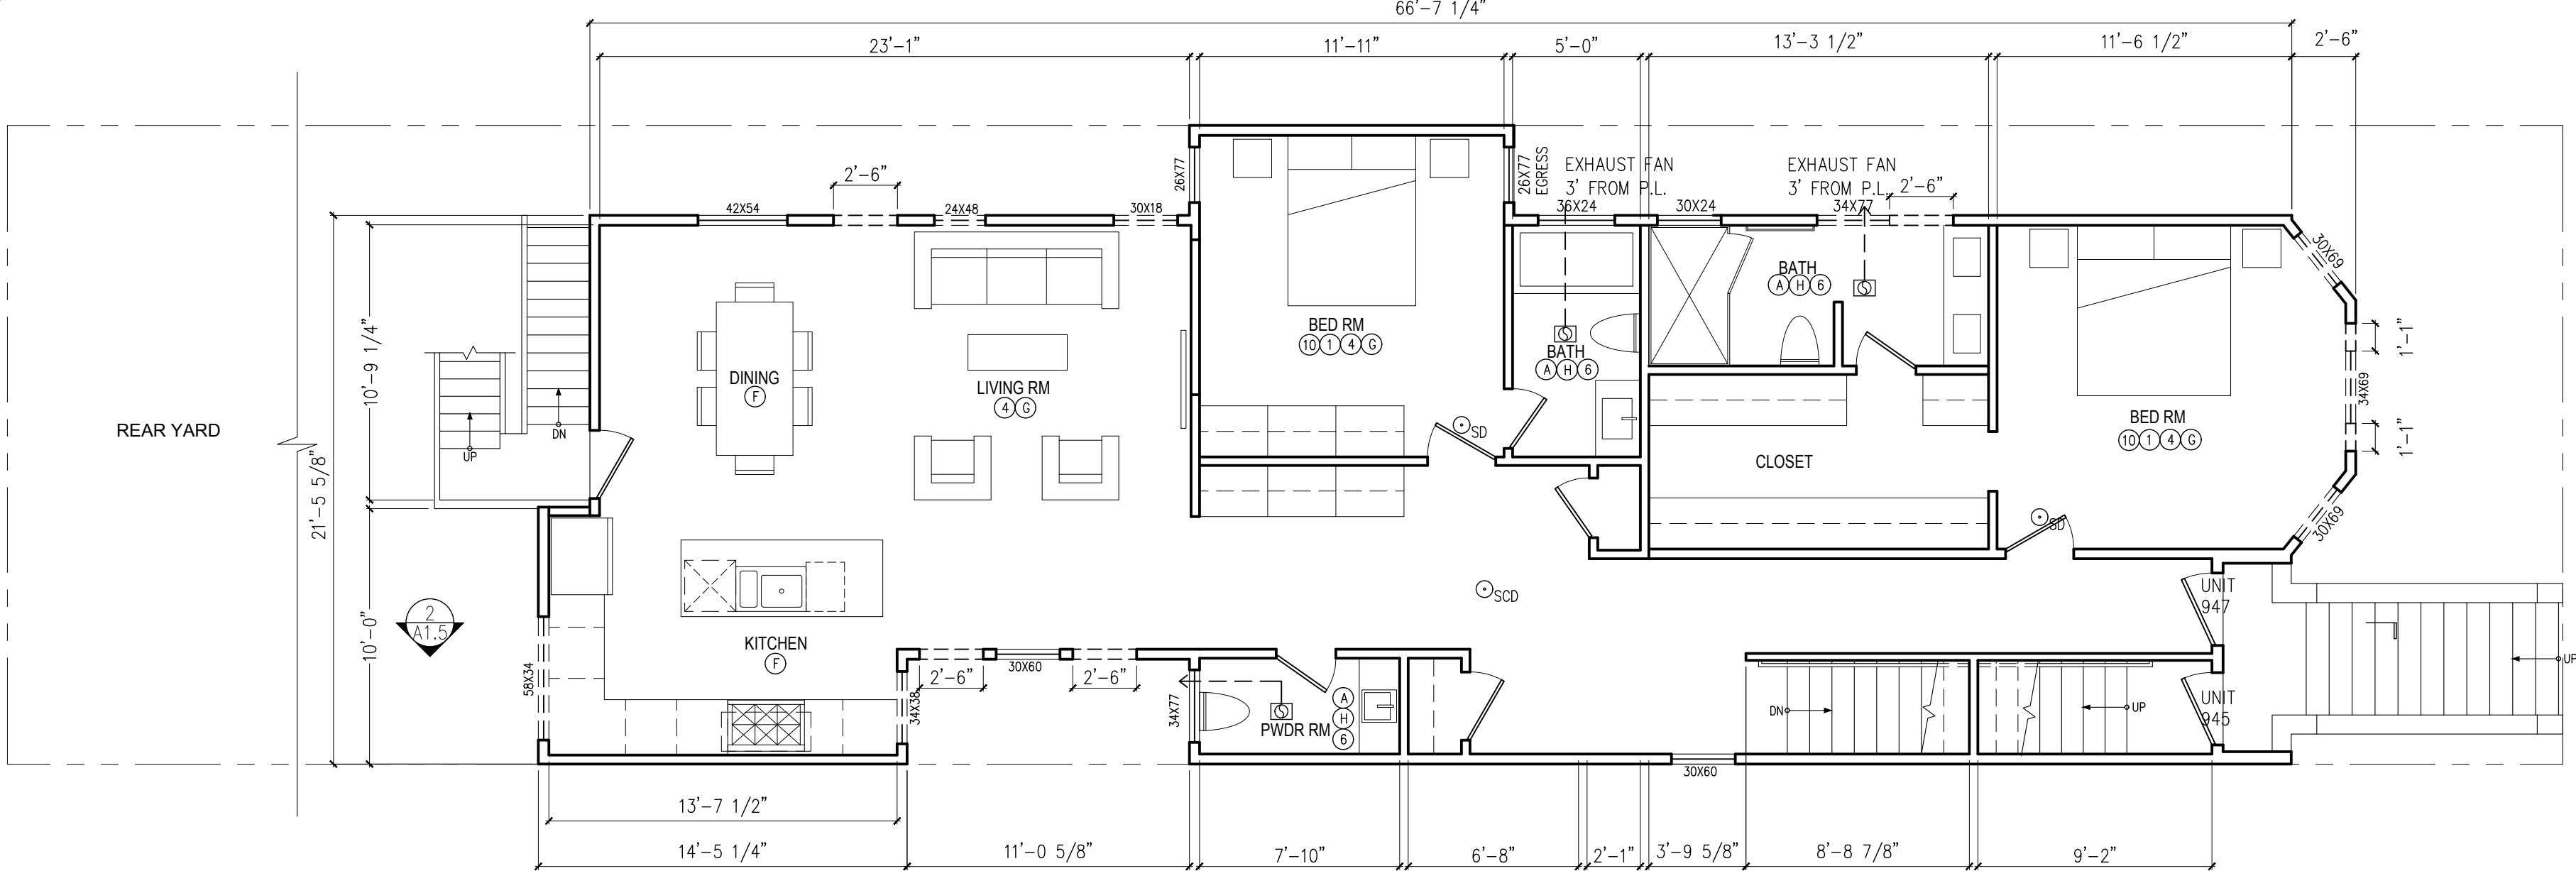 66'-7 1/4"
23'-1"
11'-11"
5'-0"
13'-3 1/2"
11'-6 1/2"
2'-6"
26X77
26X77
EGRESS
EXHAUST FAN
3' FROM P.L.
EXHAUST FAN
3' FROM P.L.
2'-6"
2'-6"
42X54
24X48
30X18
36X24
30X24
34X77
30X69
BATH
A H 6
BED RM
10 1 4 G
BATH
A H 6
1'-1"
10'-9 1/4"
DINING
F
LIVING RM
4 G
34X69
BED RM
10 1 4 G
REAR YARD
UP
DN
SD
1'-1"
CLOSET
21'-5 5/8"
SD
30X69
2
A1.5
10'-0"
SCD
UNIT
947
KITCHEN
F
58X34
34X38
2'-6"
30X60
2'-6"
34X77
PWDR RM
A
H
6
DN
UP
UNIT
945
UP
30X60
13'-7 1/2"
14'-5 1/4"
11'-0 5/8"
7'-10"
6'-8"
2'-1"
3'-9 5/8"
8'-8 7/8"
9'-2"